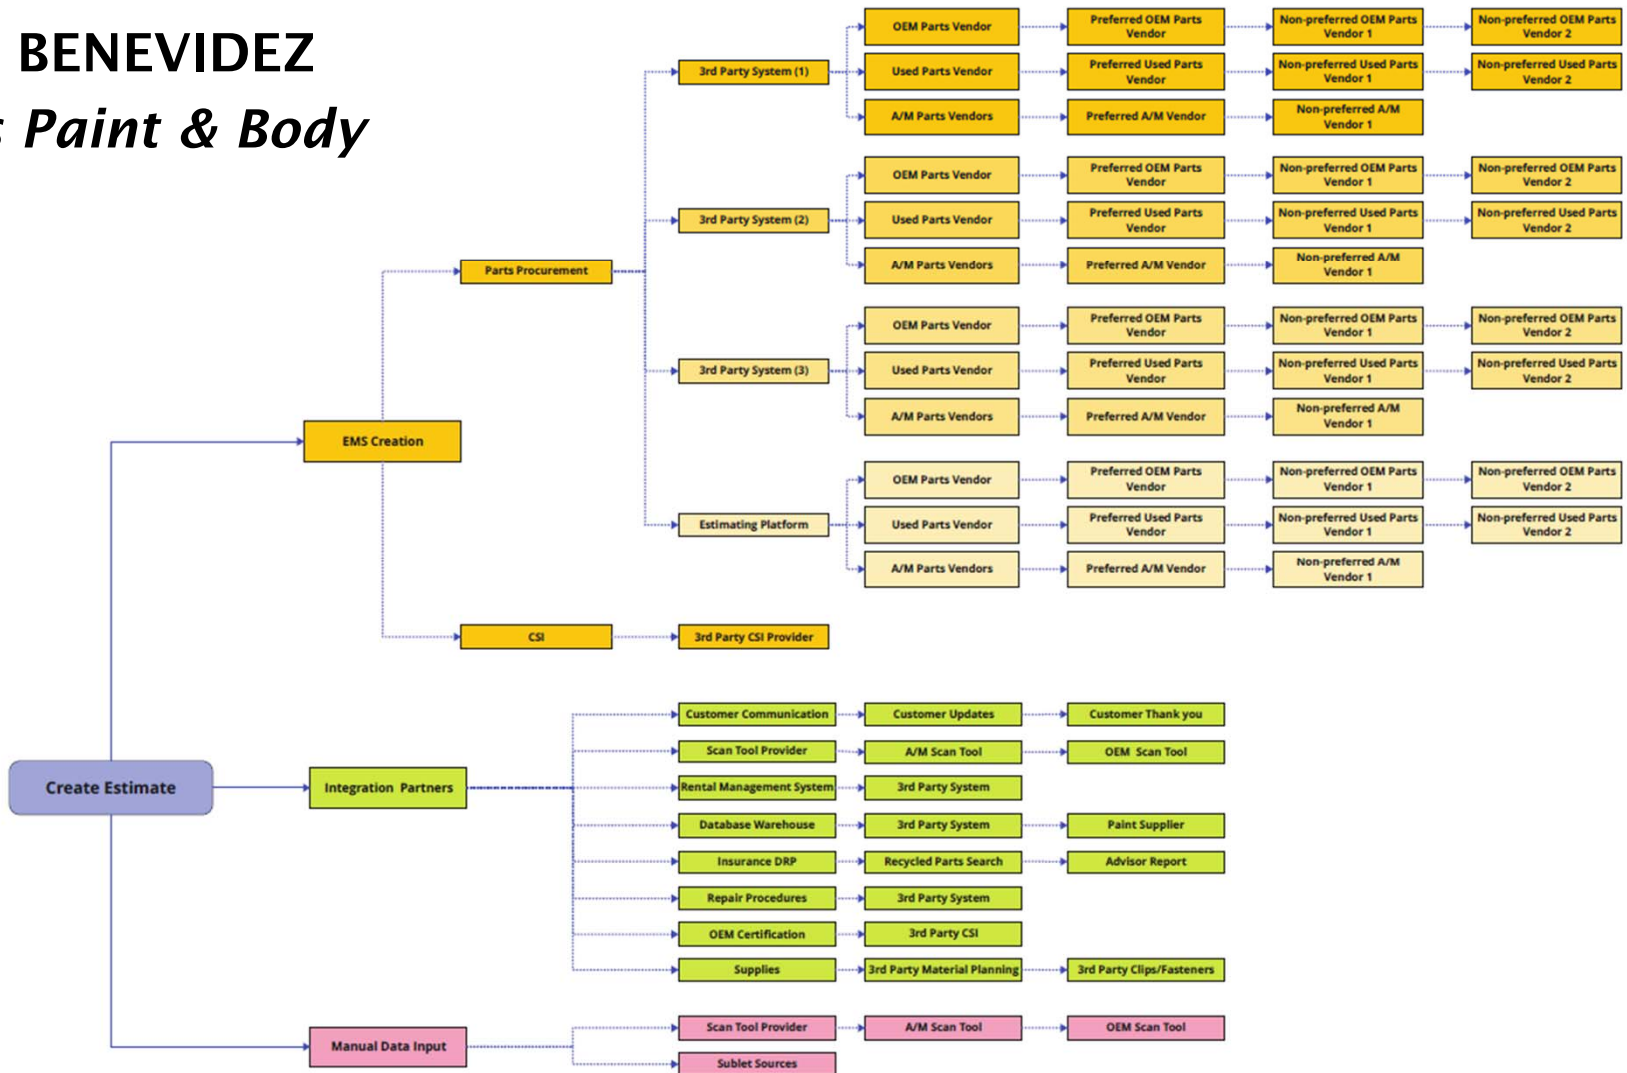 BENEVIDEZ
s Paint & Body
OEM Parts Vendor
Preferred OEM Parts
Vendor
Non-preferred OEM Parts
Vendor 1
Non-preferred OEM Parts
Vendor 2
3rd Party System (1)
Used Parts Vendor
Preferred Used Parts
Vendor
Non-preferred Used Parts
Vendor 1
Non-preferred Used Parts
Vendor 2
A/M Parts Vendors
Preferred A/M Vendor
Non-preferred A/M
Vendor 1
OEM Parts Vendor
Preferred OEM Parts
Vendor
Non-preferred OEM Parts
Vendor 1
Non-preferred OEM Parts
Vendor 2
3rd Party System (2)
Used Parts Vendor
Preferred Used Parts
Vendor
Non-preferred Used Parts
Vendor 1
Non-preferred Used Parts
Vendor 2
A/M Parts Vendors
Preferred A/M Vendor
Non-preferred A/M
Vendor 1
Parts Procurement
OEM Parts Vendor
Preferred OEM Parts
Vendor
Non-preferred OEM Parts
Vendor 1
Non-preferred OEM Parts
Vendor 2
3rd Party System (3)
Used Parts Vendor
Preferred Used Parts
Vendor
Non-preferred Used Parts
Vendor 1
Non-preferred Used Parts
Vendor 2
A/M Parts Vendors
Preferred A/M Vendor
Non-preferred A/M
Vendor 1
EMS Creation
OEM Parts Vendor
Preferred OEM Parts
Vendor
Non-preferred OEM Parts
Vendor 1
Non-preferred OEM Parts
Vendor 2
Estimating Platform
Used Parts Vendor
Preferred Used Parts
Vendor
Non-preferred Used Parts
Vendor 1
Non-preferred Used Parts
Vendor 2
A/M Parts Vendors
Preferred A/M Vendor
Non-preferred A/M
Vendor 1
CSI
3rd Party CSI Provider
Customer Communication
Customer Updates
Customer Thank you
Scan Tool Provider
A/M Scan Tool
OEM Scan Tool
Create Estimate
Integration Partners
Rental Management System
3rd Party System
Database Warehouse
3rd Party System
Paint Supplier
Insurance DRP
Recycled Parts Search
Advisor Report
Repair Procedures
3rd Party System
OEM Certification
3rd Party CSI
Supplies
3rd Party Material Planning
3rd Party Clips/Fasteners
Manual Data Input
Scan Tool Provider
A/M Scan Tool
OEM Scan Tool
Sublet Sources